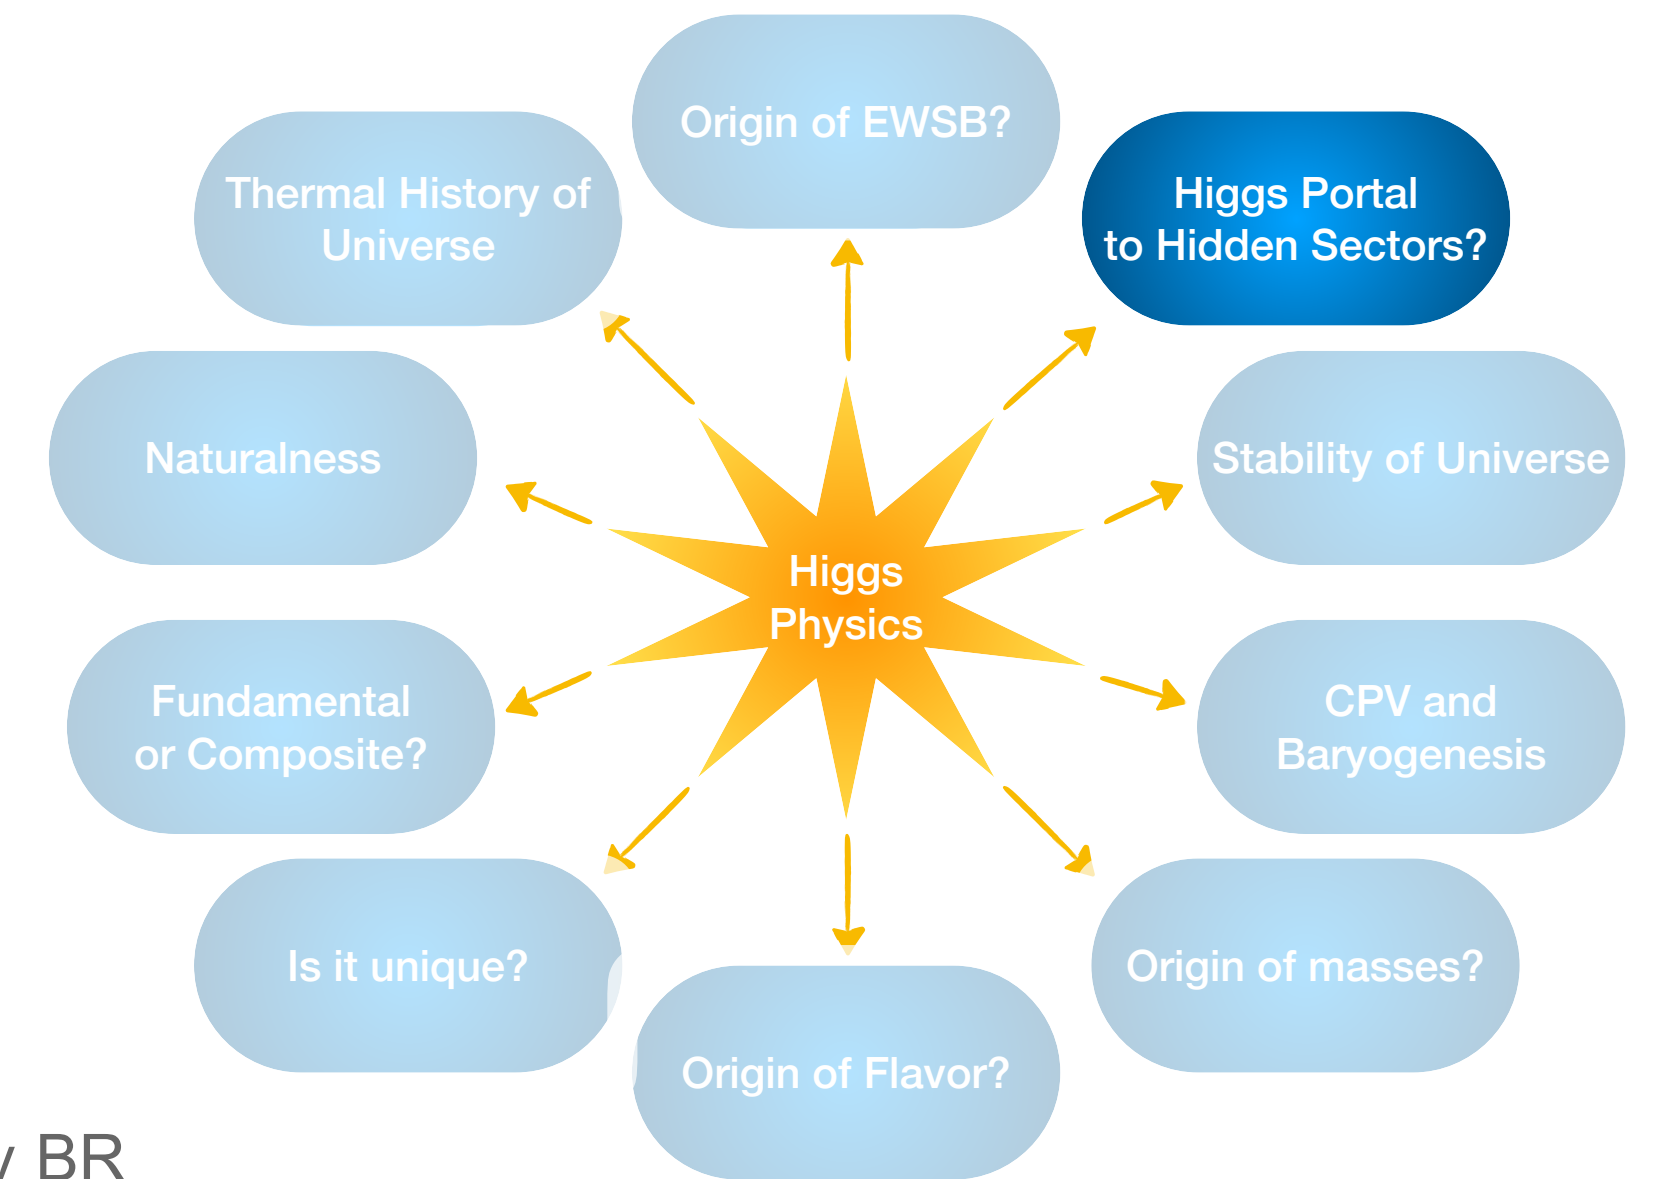 Origin of EWSB?
Thermal History of
Universe
Higgs Portal
to Hidden Sectors?
Naturalness
Stability of Universe
Higgs
Physics
Fundamental
or Composite?
CPV and
Baryogenesis
Is it unique?
Origin of masses?
Origin of Flavor?
BR